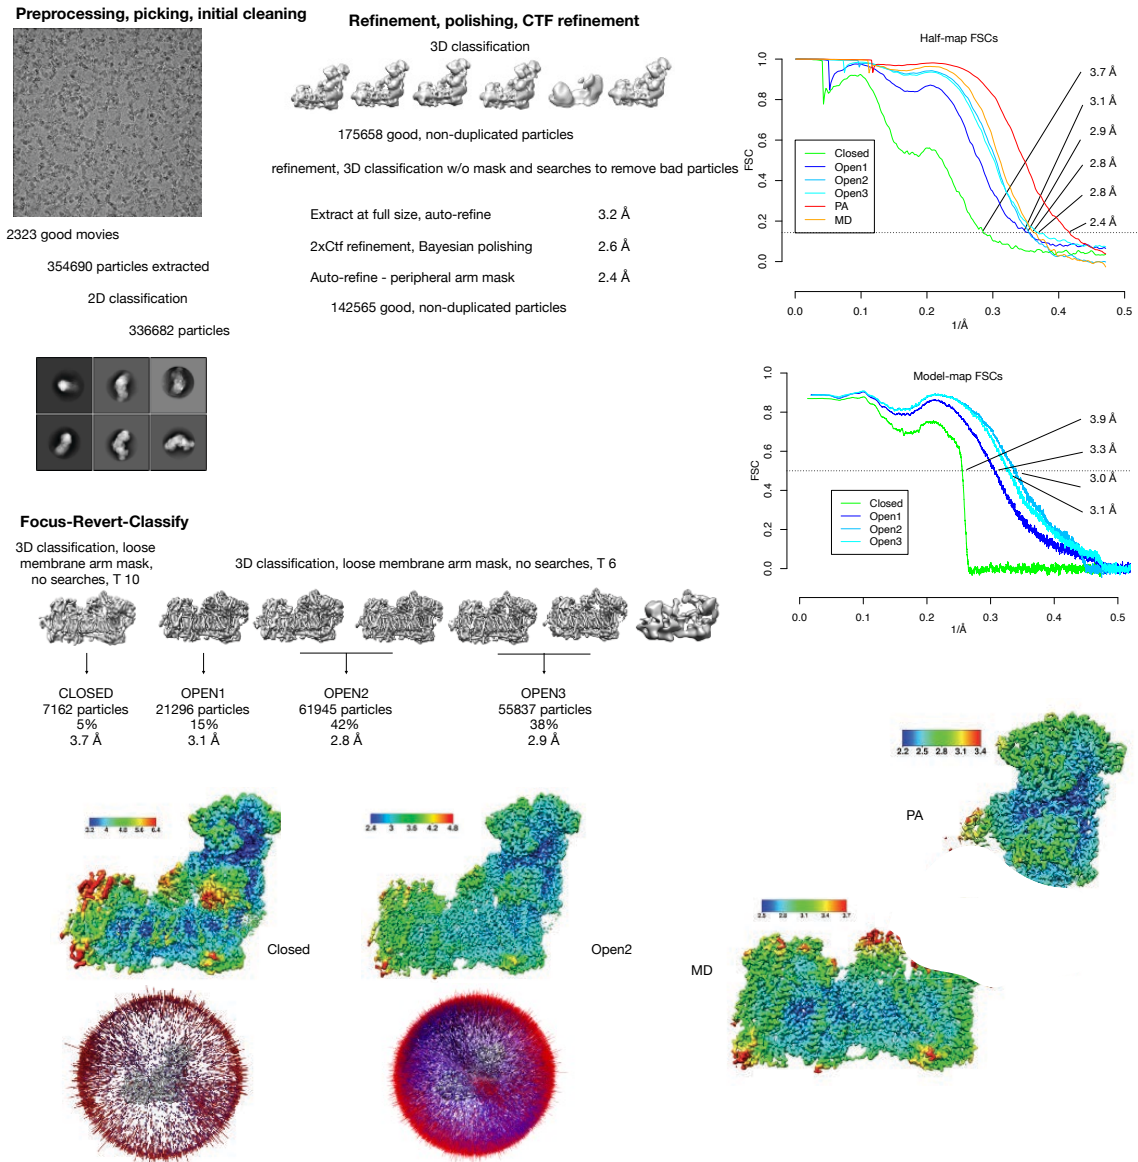 Preprocessing, picking, initial cleaning
2323 good movies
354690 particles extracted
2D classification
336682 particles
Refinement, polishing, CTF refinement
3D classification
175658 good, non-duplicated particles
refinement, 3D classification w/o mask and searches to remove bad particles
Extract at full size, auto-refine 3.2 Å
2xCtf refinement, Bayesian polishing 2.6 Å
Auto-refine - peripheral arm mask 2.4 Å
142565 good, non-duplicated particles
Half-map FSCs
FSC
1.0
0.8
0.6
0.4
0.2
0.0
Closed
Open1
Open2
Open3
PA
MD
3.7 Å
3.1 Å
2.9 Å
2.8 Å
2.8 Å
2.4 Å
0.0 0.1 0.2 0.3 0.4 0.5
1/Å
Model-map FSCs
FSC
1.0
0.8
0.6
0.4
0.2
0.0
Closed
Open1
Open2
Open3
3.9 Å
3.3 Å
3.0 Å
3.1 Å
0.0 0.1 0.2 0.3 0.4 0.5
1/Å
Focus-Revert-Classify
3D classification, loose
membrane arm mask,
no searches, T 10
3D classification, loose membrane arm mask, no searches, T 6
CLOSED
7162 particles
5%
3.7 Å
OPEN1
21296 particles
15%
3.1 Å
OPEN2
61945 particles
42%
2.8 Å
OPEN3
55837 particles
38%
2.9 Å
3.2 4 4.8 5.6 6.4
Closed
2.4 3 3.6 4.2 4.8
Open2
2.2 2.5 2.8 3.1 3.4
PA
2.5 2.8 3.1 3.4 3.7
MD